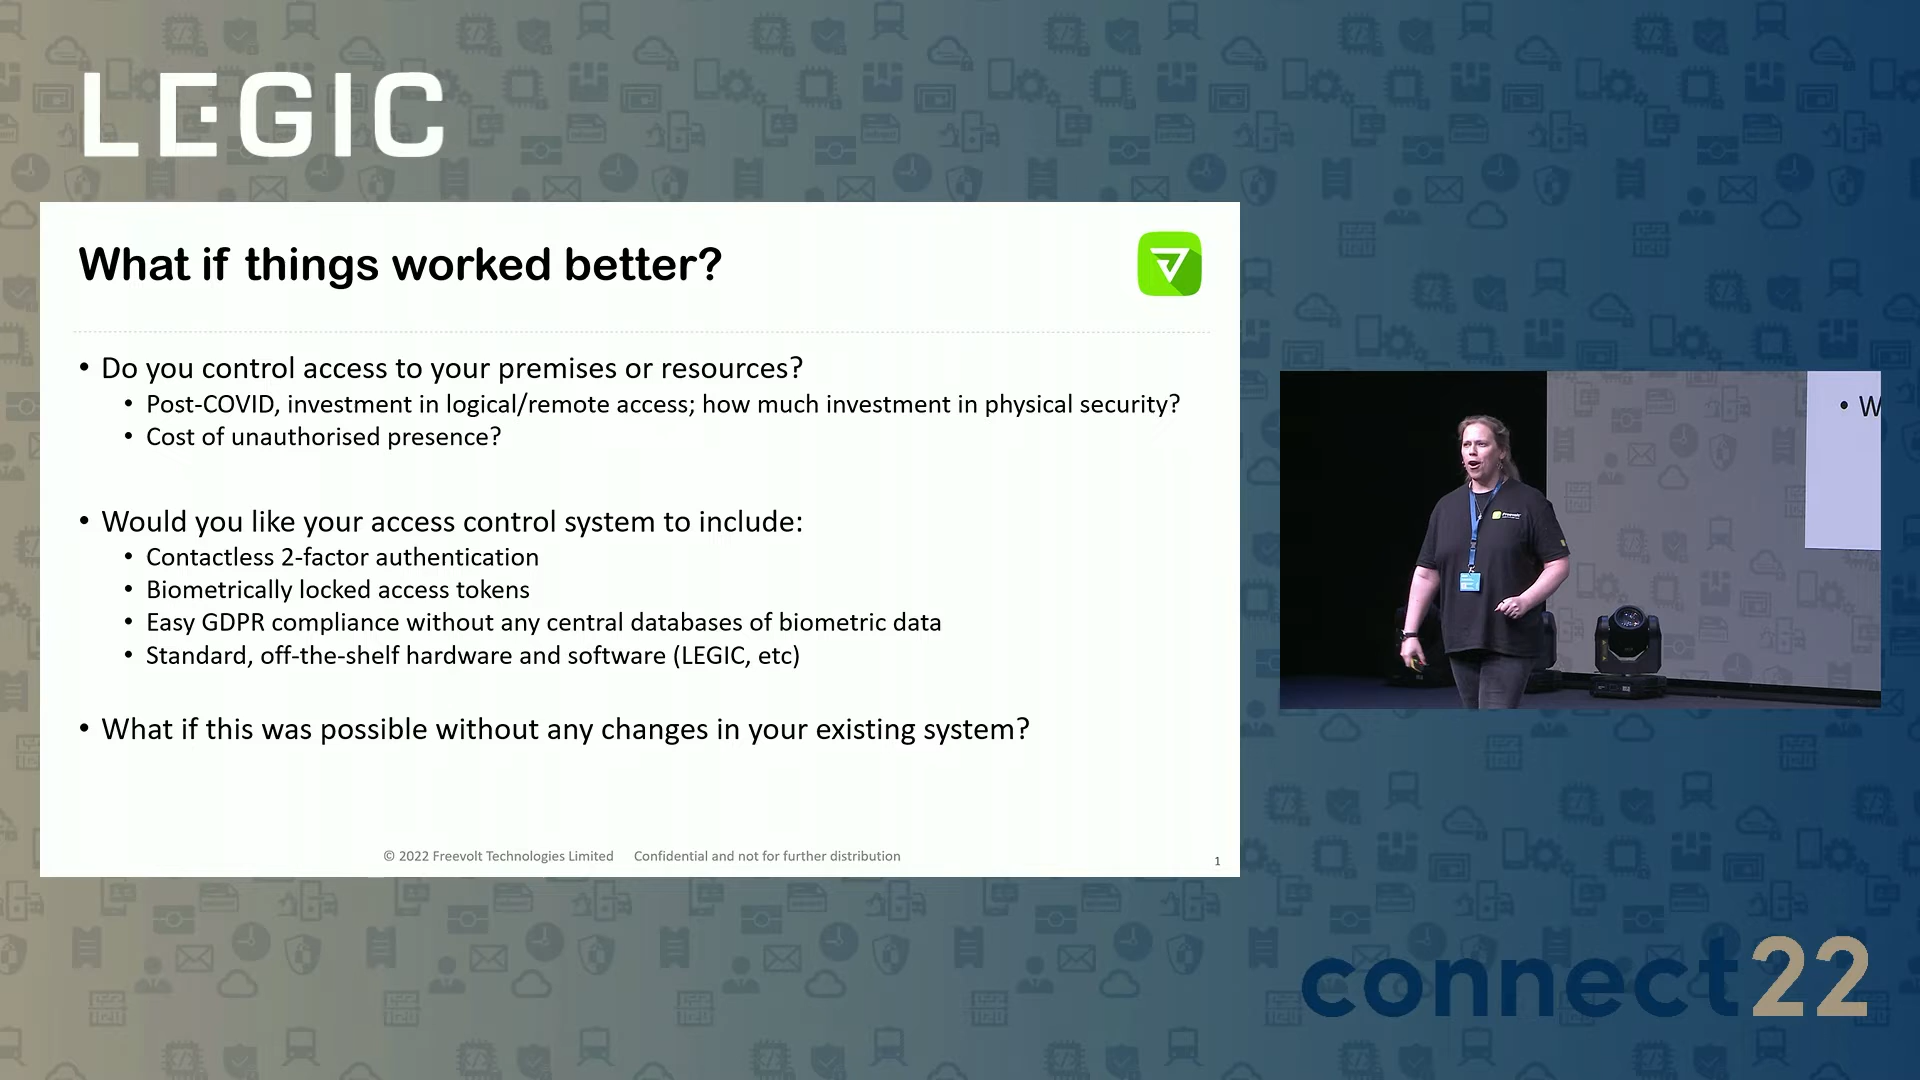 LEGIC
What if things worked better?
• Do you control access to your premises or resources?
• Post-COVID, investment in logical/remote access; how much investment in physical security?
• Cost of unauthorised presence?
• Would you like your access control system to include:
• Contactless 2-factor authentication
• Biometrically locked access tokens
• Easy GDPR compliance without any central databases of biometric data
• Standard, off-the-shelf hardware and software (LEGIC, etc)
• What if this was possible without any changes in your existing system?
© 2022 Freevolt Technologies Limited Confidential and not for further distribution
1
• W
Freevolt
connect22